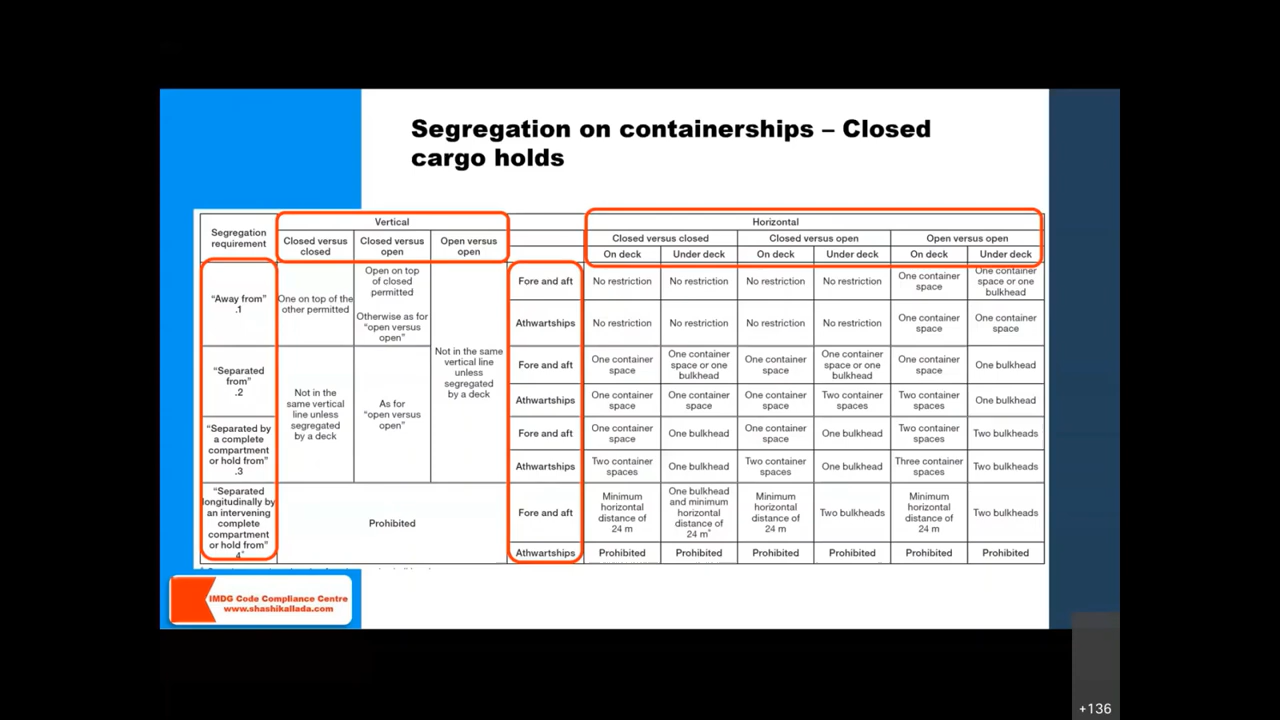 Segregation on containerships – Closed
cargo holds
Segregation
requirement
Vertical
Horizontal
Closed versus
closed
Closed versus
open
Open versus
open
Closed versus closed
Closed versus open
Open versus open
On deck
Under deck
On deck
Under deck
On deck
Under deck
"Away from"
.1
One on top of the
other permitted
Open on top
of closed
permitted
Otherwise as for
"open versus
open"
Not in the same
vertical line
unless
segregated
by a deck
Fore and aft
No restriction
No restriction
No restriction
No restriction
One container
space
One container
space or one
bulkhead
Athwartships
No restriction
No restriction
No restriction
No restriction
One container
space
One container
space
"Separated
from"
.2
Not in the
same vertical
line unless
segregated
by a deck
As for
"open versus
open"
Fore and aft
One container
space
One container
space or one
bulkhead
One container
space
One container
space or one
bulkhead
One container
space
One bulkhead
Athwartships
One container
space
One container
space
One container
space
Two container
spaces
Two container
spaces
One bulkhead
"Separated by
a complete
compartment
or hold from"
.3
Fore and aft
One container
space
One bulkhead
One container
space
One bulkhead
Two container
spaces
Two bulkheads
Athwartships
Two container
spaces
One bulkhead
Two container
spaces
One bulkhead
Three container
spaces
Two bulkheads
"Separated
longitudinally by
an intervening
complete
compartment
or hold from"
.4*
Prohibited
Fore and aft
Minimum
horizontal
distance of
24 m
One bulkhead
and minimum
horizontal
distance of
24 m*
Minimum
horizontal
distance of
24 m
Two bulkheads
Minimum
horizontal
distance of
24 m
Two bulkheads
Athwartships
Prohibited
Prohibited
Prohibited
Prohibited
Prohibited
Prohibited
IMDG Code Compliance Centre
www.shashikallada.com
+136